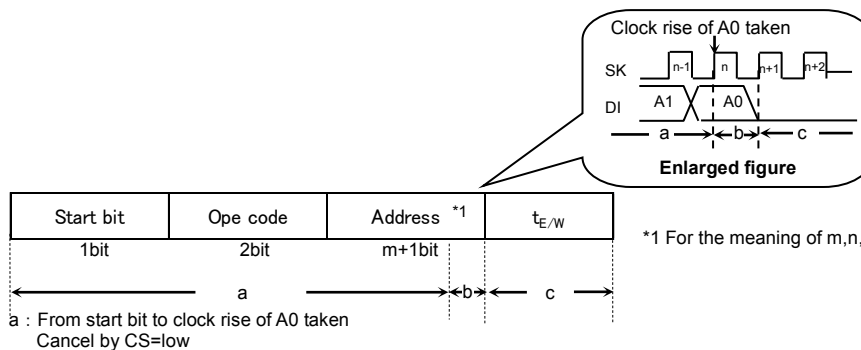 Clock rise of A0 taken
SK n-1 n n+1 n+2
DI A1 A0
a b c
Enlarged figure
Start bit Ope code Address *1 tE/W
1bit 2bit m+1bit
*1 For the meaning of m,n,
a b c
a : From start bit to clock rise of A0 taken
Cancel by CS=low